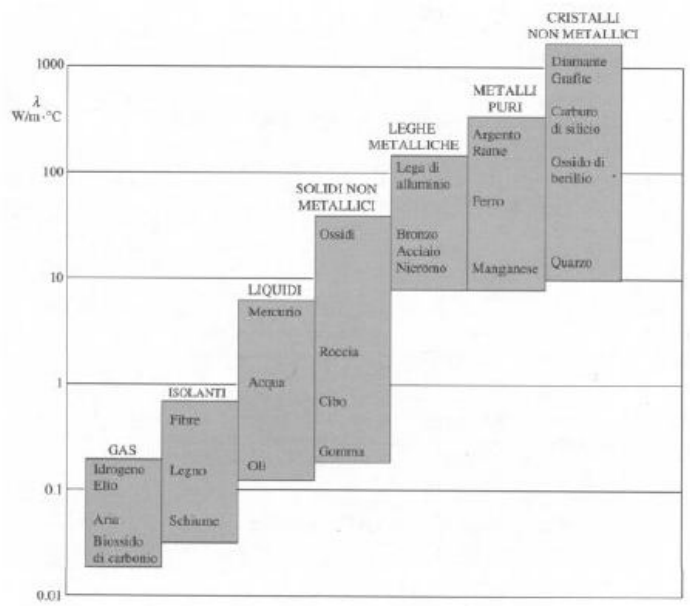 CRISTALLI
NON METALLICI
1000
λ
W/m·°C
100
10
1
0.1
0.01
GAS
Idrogeno
Elio
Aria
Biossido
di carbonio
ISOLANTI
Fibre
Legno
Schiume
LIQUIDI
Mercurio
Acqua
Oli
SOLIDI NON
METALLICI
Ossidi
Roccia
Cibo
Gomma
LEGHE
METALLICHE
Lega di
alluminio
Bronzo
Acciaio
Nicromo
METALLI
PURI
Argento
Rame
Ferro
Manganese
Diamante
Grafite
Carburo
di silicio
Ossido di
berillio
Quarzo